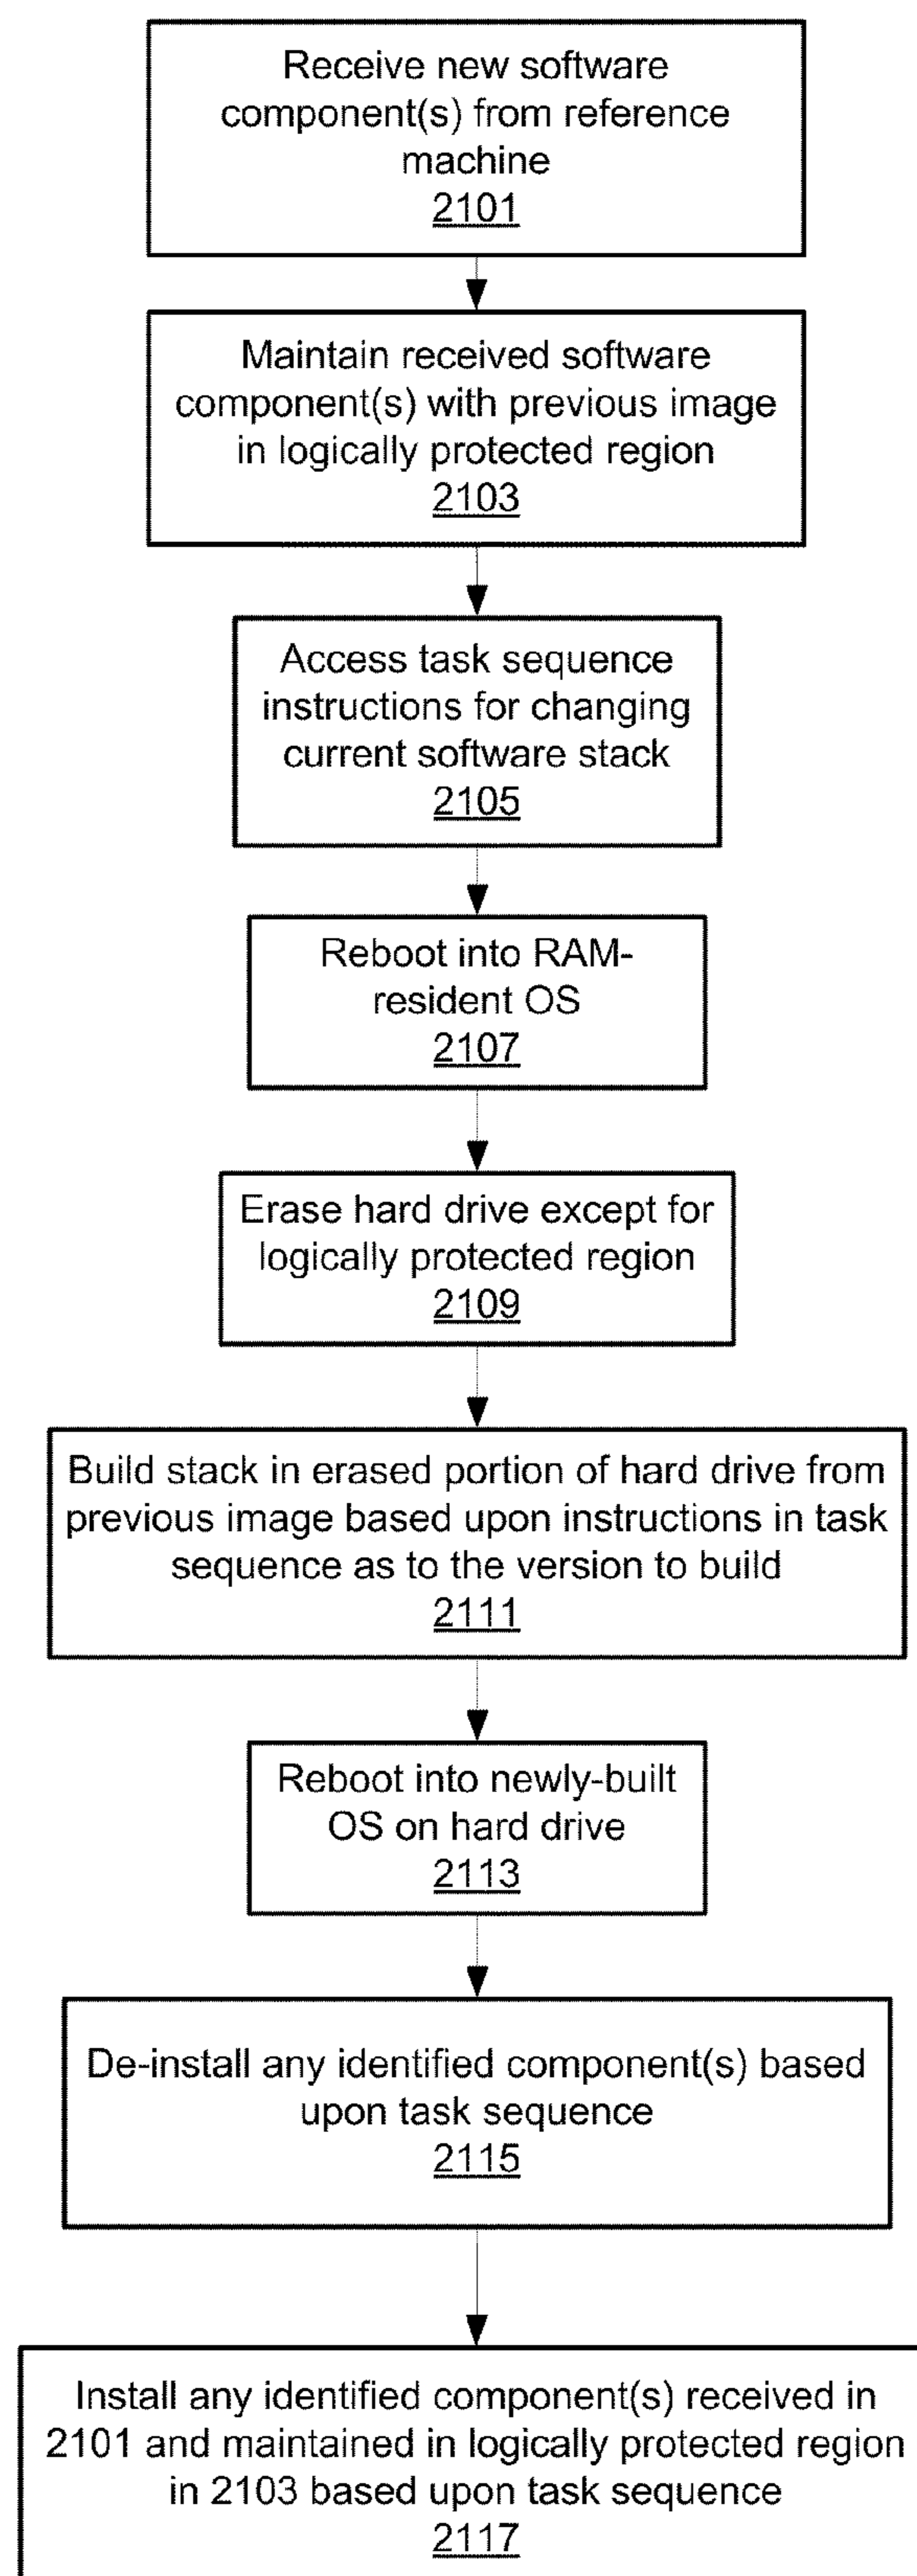 Receive new software
component(s) from reference
machine
2101
Maintain received software
component(s) with previous image
in logically protected region
2103
Access task sequence
instructions for changing
current software stack
2105
Reboot into RAM-
resident OS
2107
Erase hard drive except for
logically protected region
2109
Build stack in erased portion of hard drive from
previous image based upon instructions in task
sequence as to the version to build
2111
Reboot into newly-built
OS on hard drive
2113
De-install any identified component(s) based
upon task sequence
2115
Install any identified component(s) received in
2101 and maintained in logically protected region
in 2103 based upon task sequence
2117